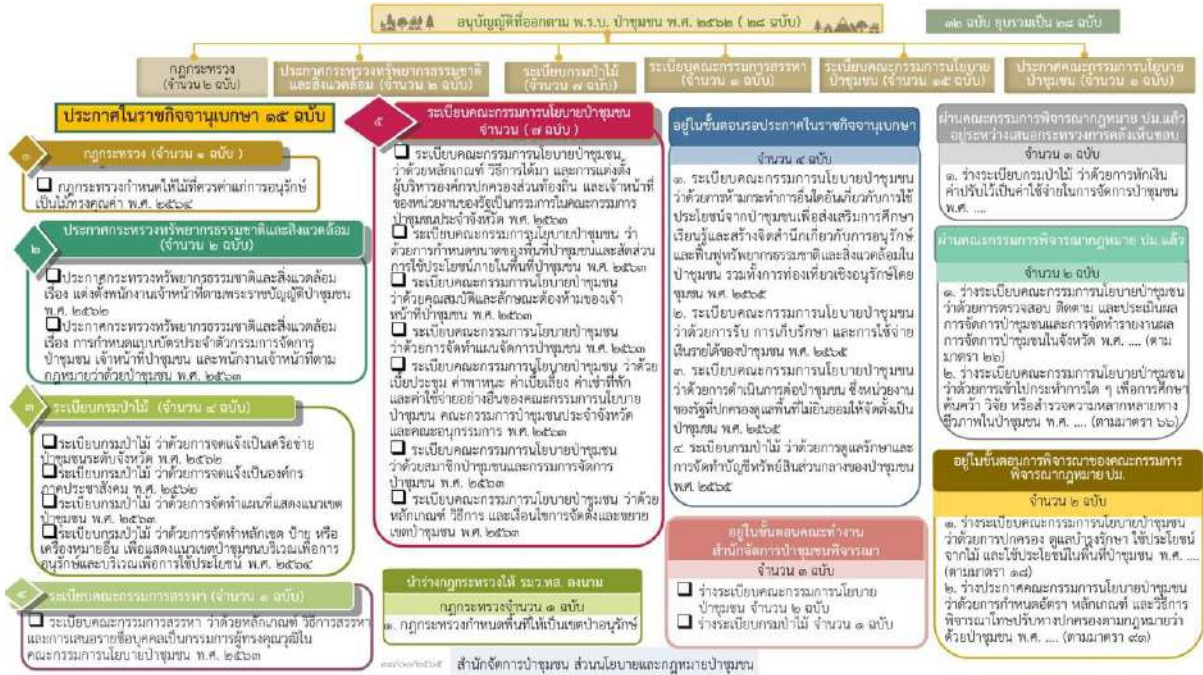 อนุบัญญัติที่ออกตาม พ.ร.บ. ป่าชุมชน พ.ศ. ๒๕๖๒ ( ๒๘ ฉบับ)
๓๒ ฉบับ ยุบรวมเป็น ๒๘ ฉบับ
กฎกระทรวง
(จำนวน ๒ ฉบับ)
ประกาศกระทรวงทรัพยากรธรรมชาติ
และสิ่งแวดล้อม (จำนวน ๒ ฉบับ)
ระเบียบกรมป่าไม้
(จำนวน ๗ ฉบับ)
ระเบียบคณะกรรมการสรรหา
(จำนวน ๑ ฉบับ)
ระเบียบคณะกรรมการนโยบาย
ป่าชุมชน (จำนวน ๑๕ ฉบับ)
ประกาศคณะกรรมการนโยบาย
ป่าชุมชน (จำนวน ๑ ฉบับ)
ประกาศในราชกิจจานุเบกษา ๑๕ ฉบับ
๑
กฎกระทรวง (จำนวน ๑ ฉบับ )
กฎกระทรวงกำหนดให้ไม้ที่ควรค่าแก่การอนุรักษ์
เป็นไม้ทรงคุณค่า พ.ศ. ๒๕๖๔
๒
ประกาศกระทรวงทรัพยากรธรรมชาติและสิ่งแวดล้อม
(จำนวน ๒ ฉบับ)
ประกาศกระทรวงทรัพยากรธรรมชาติและสิ่งแวดล้อม
เรื่อง แต่งตั้งพนักงานเจ้าหน้าที่ตามพระราชบัญญัติป่าชุมชน
พ.ศ. ๒๕๖๒
ประกาศกระทรวงทรัพยากรธรรมชาติและสิ่งแวดล้อม
เรื่อง การกำหนดแบบบัตรประจำตัวกรรมการจัดการ
ป่าชุมชน เจ้าหน้าที่ป่าชุมชน และพนักงานเจ้าหน้าที่ตาม
กฎหมายว่าด้วยป่าชุมชน พ.ศ. ๒๕๖๓
๓
ระเบียบกรมป่าไม้ (จำนวน ๔ ฉบับ)
ระเบียบกรมป่าไม้ ว่าด้วยการจดแจ้งเป็นเครือข่าย
ป่าชุมชนระดับจังหวัด พ.ศ. ๒๕๖๒
ระเบียบกรมป่าไม้ ว่าด้วยการจดแจ้งเป็นองค์กร
ภาคประชาสังคม พ.ศ. ๒๕๖๒
ระเบียบกรมป่าไม้ ว่าด้วยการจัดทำแผนที่แสดงแนวเขต
ป่าชุมชน พ.ศ. ๒๕๖๓
ระเบียบกรมป่าไม้ ว่าด้วยการจัดทำหลักเขต ป้าย หรือ
เครื่องหมายอื่น เพื่อแสดงแนวเขตป่าชุมชนบริเวณเพื่อการ
อนุรักษ์และบริเวณเพื่อการใช้ประโยชน์ พ.ศ. ๒๕๖๔
๔
ระเบียบคณะกรรมการสรรหา (จำนวน ๑ ฉบับ)
ระเบียบคณะกรรมการสรรหา ว่าด้วยหลักเกณฑ์ วิธีการสรรหา
และการเสนอรายชื่อบุคคลเป็นกรรมการผู้ทรงคุณวุฒิใน
คณะกรรมการนโยบายป่าชุมชน พ.ศ. ๒๕๖๓
๕
ระเบียบคณะกรรมการนโยบายป่าชุมชน
จำนวน ( ๗ ฉบับ )
ระเบียบคณะกรรมการนโยบายป่าชุมชน
ว่าด้วยหลักเกณฑ์ วิธีการได้มา และการแต่งตั้ง
ผู้บริหารองค์กรปกครองส่วนท้องถิ่น และเจ้าหน้าที่
ของหน่วยงานของรัฐเป็นกรรมการในคณะกรรมการ
ป่าชุมชนประจำจังหวัด พ.ศ. ๒๕๖๓
ระเบียบคณะกรรมการนโยบายป่าชุมชน ว่า
ด้วยการกำหนดขนาดของพื้นที่ป่าชุมชนและสัดส่วน
การใช้ประโยชน์ภายในพื้นที่ป่าชุมชน พ.ศ. ๒๕๖๓
ระเบียบคณะกรรมการนโยบายป่าชุมชน
ว่าด้วยคุณสมบัติและลักษณะต้องห้ามของเจ้า
หน้าที่ป่าชุมชน พ.ศ. ๒๕๖๓
ระเบียบคณะกรรมการนโยบายป่าชุมชน
ว่าด้วยการจัดทำแผนจัดการป่าชุมชน พ.ศ. ๒๕๖๓
ระเบียบคณะกรรมการนโยบายป่าชุมชน ว่าด้วย
เบี้ยประชุม ค่าพาหนะ ค่าเบี้ยเลี้ยง ค่าเช่าที่พัก
และค่าใช้จ่ายอย่างอื่นของคณะกรรมการนโยบาย
ป่าชุมชน คณะกรรมการป่าชุมชนประจำจังหวัด
และคณะอนุกรรมการ พ.ศ. ๒๕๖๓
ระเบียบคณะกรรมการนโยบายป่าชุมชน
ว่าด้วยสมาชิกป่าชุมชนและกรรมการจัดการ
ป่าชุมชน พ.ศ. ๒๕๖๓
ระเบียบคณะกรรมการนโยบายป่าชุมชน ว่าด้วย
หลักเกณฑ์ วิธีการ และเงื่อนไขการจัดตั้งและขยาย
เขตป่าชุมชน พ.ศ. ๒๕๖๓
นำร่างกฎกระทรวงให้ รมว.ทส. ลงนาม
กฎกระทรวงจำนวน ๑ ฉบับ
๑. กฎกระทรวงกำหนดพื้นที่ให้เป็นเขตป่าอนุรักษ์
อยู่ในขั้นตอนรอประกาศในราชกิจจานุเบกษา
จำนวน ๔ ฉบับ
๑. ระเบียบคณะกรรมการนโยบายป่าชุมชน
ว่าด้วยการห้ามกระทำการอื่นใดอันเกี่ยวกับการใช้
ประโยชน์จากป่าชุมชนเพื่อส่งเสริมการศึกษา
เรียนรู้และสร้างจิตสำนึกเกี่ยวกับการอนุรักษ์
และฟื้นฟูทรัพยากรธรรมชาติและสิ่งแวดล้อมใน
ป่าชุมชน รวมทั้งการท่องเที่ยวเชิงอนุรักษ์โดย
ชุมชน พ.ศ. ๒๕๖๕
๒. ระเบียบคณะกรรมการนโยบายป่าชุมชน
ว่าด้วยการรับ การเก็บรักษา และการใช้จ่าย
เงินรายได้ของป่าชุมชน พ.ศ. ๒๕๖๕
๓. ระเบียบคณะกรรมการนโยบายป่าชุมชน
ว่าด้วยการดำเนินการต่อป่าชุมชน ซึ่งหน่วยงาน
ของรัฐที่ปกครองดูแลพื้นที่ไม่ยินยอมให้จัดตั้งเป็น
ป่าชุมชน พ.ศ. ๒๕๖๕
๔. ระเบียบกรมป่าไม้ ว่าด้วยการดูแลรักษาและ
การจัดทำบัญชีทรัพย์สินส่วนกลางของป่าชุมชน
พ.ศ. ๒๕๖๕
อยู่ในขั้นตอนคณะทำงาน
สำนักจัดการป่าชุมชนพิจารณา
จำนวน ๓ ฉบับ
ร่างระเบียบคณะกรรมการนโยบาย
ป่าชุมชน จำนวน ๒ ฉบับ
ร่างระเบียบกรมป่าไม้ จำนวน ๑ ฉบับ
ผ่านคณะกรรมการพิจารณากฎหมาย ปม.แล้ว
อยู่ระหว่างเสนอกระทรวงการคลังเห็นชอบ
จำนวน ๑ ฉบับ
๑. ร่างระเบียบกรมป่าไม้ ว่าด้วยการหักเงิน
ค่าปรับไว้เป็นค่าใช้จ่ายในการจัดการป่าชุมชน
พ.ศ. ....
ผ่านคณะกรรมการพิจารณากฎหมาย ปม.แล้ว
จำนวน ๒ ฉบับ
๑. ร่างระเบียบคณะกรรมการนโยบายป่าชุมชน
ว่าด้วยการตรวจสอบ ติดตาม และประเมินผล
การจัดการป่าชุมชนและการจัดทำรายงานผล
การจัดการป่าชุมชนในจังหวัด พ.ศ. .... (ตาม
มาตรา ๒๖)
๒. ร่างระเบียบคณะกรรมการนโยบายป่าชุมชน
ว่าด้วยการเข้าไปกระทำการใด ๆ เพื่อการศึกษา
ค้นคว้า วิจัย หรือสำรวจความหลากหลายทาง
ชีวภาพในป่าชุมชน พ.ศ. .... (ตามมาตรา ๖๖)
อยู่ในขั้นตอนการพิจารณาของคณะกรรมการ
พิจารณากฎหมาย ปม.
จำนวน ๒ ฉบับ
๑. ร่างระเบียบคณะกรรมการนโยบายป่าชุมชน
ว่าด้วยการปกครอง ดูแลบำรุงรักษา ใช้ประโยชน์
จากไม้ และใช้ประโยชน์ในพื้นที่ป่าชุมชน พ.ศ. ....
(ตามมาตรา ๑๘)
๒. ร่างประกาศคณะกรรมการนโยบายป่าชุมชน
ว่าด้วยการกำหนดอัตรา หลักเกณฑ์ และวิธีการ
พิจารณาโทษปรับทางปกครองตามกฎหมายว่า
ด้วยป่าชุมชน พ.ศ. .... (ตามมาตรา ๙๑)
สำนักจัดการป่าชุมชน ส่วนนโยบายและกฎหมายป่าชุมชน